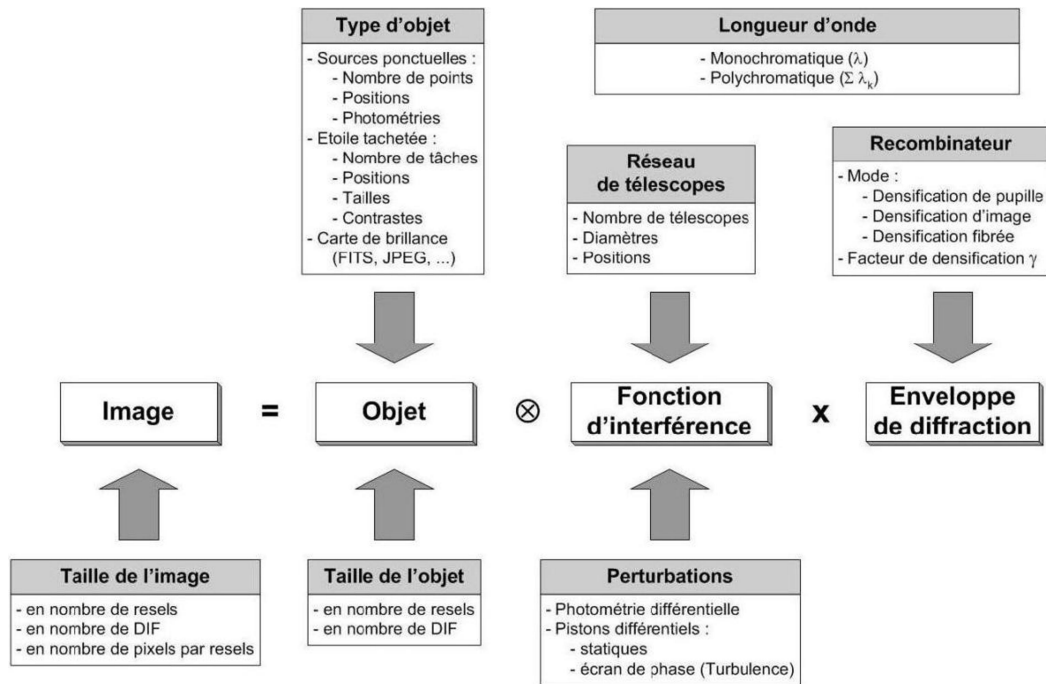 Type d'objet
- Sources ponctuelles :
- Nombre de points
- Positions
- Photométries
- Etoile tachetée :
- Nombre de tâches
- Positions
- Tailles
- Contrastes
- Carte de brillance
(FITS, JPEG, ...)
Longueur d'onde
- Monochromatique (λ)
- Polychromatique (Σ λk)
Réseau
de télescopes
- Nombre de télescopes
- Diamètres
- Positions
Recombinateur
- Mode :
- Densification de pupille
- Densification d'image
- Densification fibrée
- Facteur de densification γ
Image
=
Objet
⊗
Fonction
d'interférence
x
Enveloppe
de diffraction
Taille de l'image
- en nombre de resels
- en nombre de DIF
- en nombre de pixels par resels
Taille de l'objet
- en nombre de resels
- en nombre de DIF
Perturbations
- Photométrie différentielle
- Pistons différentiels :
- statiques
- écran de phase (Turbulence)